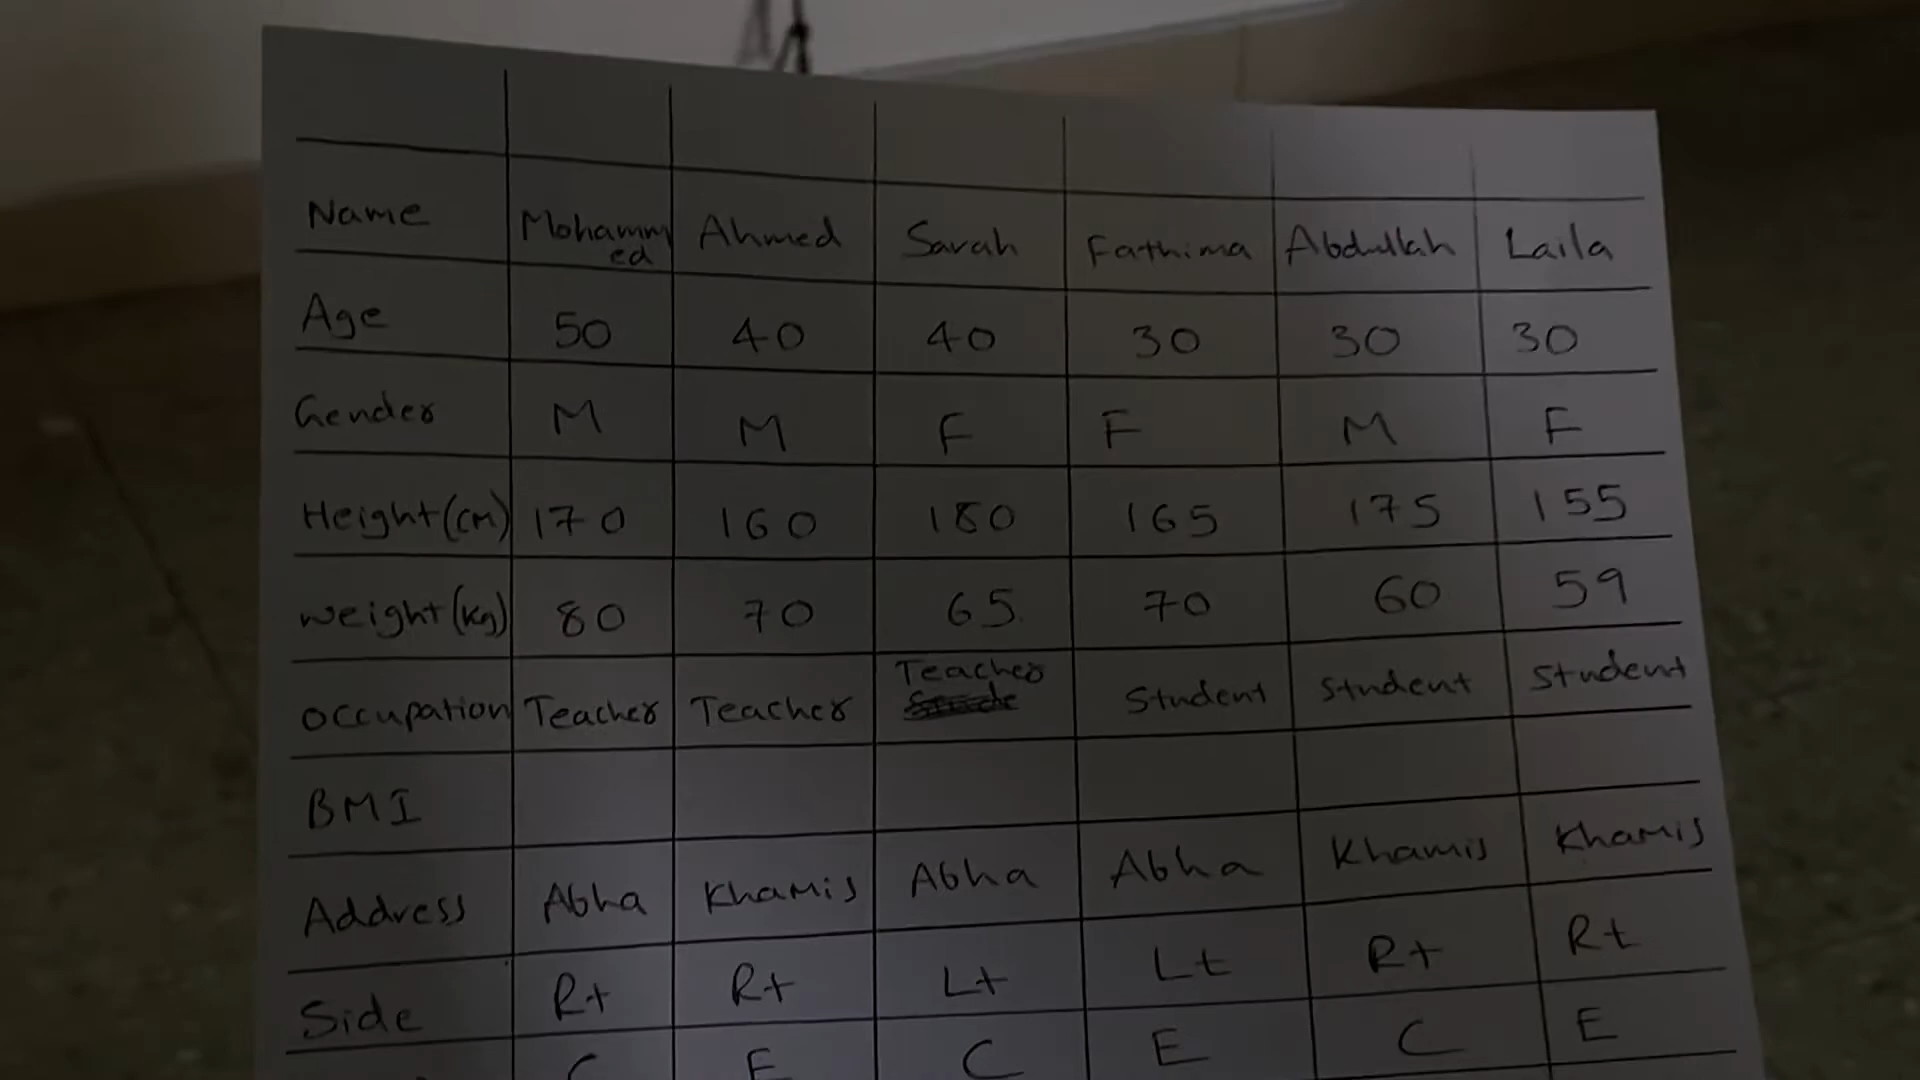 Name Mohammed Ahmed Sarah Fathima Abdullah Laila
Age 50 40 40 30 30 30
Gender M M F F M F
Height(cm) 170 160 180 165 175 155
weight(kg) 80 70 65 70 60 59
Occupation Teacher Teacher Teacher Student Student Student
BMI
Address Abha Khamis Abha Abha Khamis Khamis
Side Rt Rt Lt Lt Rt Rt
C E C E C E